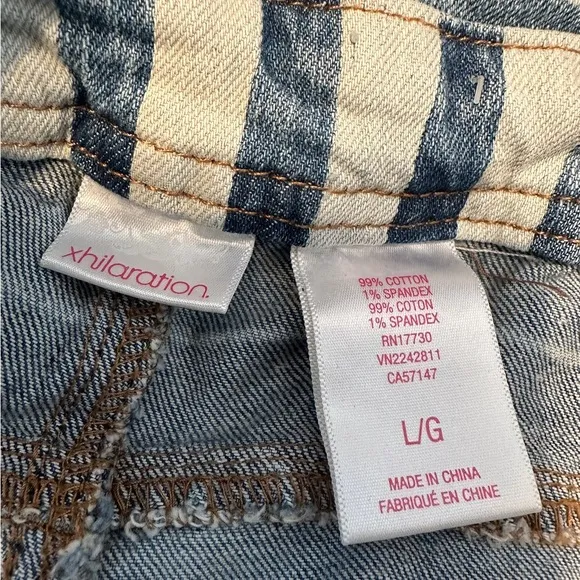 xhilaration.
99% COTTON
1% SPANDEX
99% COTON
1% SPANDEX
RN17730
VN2242811
CA57147
L/G
MADE IN CHINA
FABRIQUÉ EN CHINE